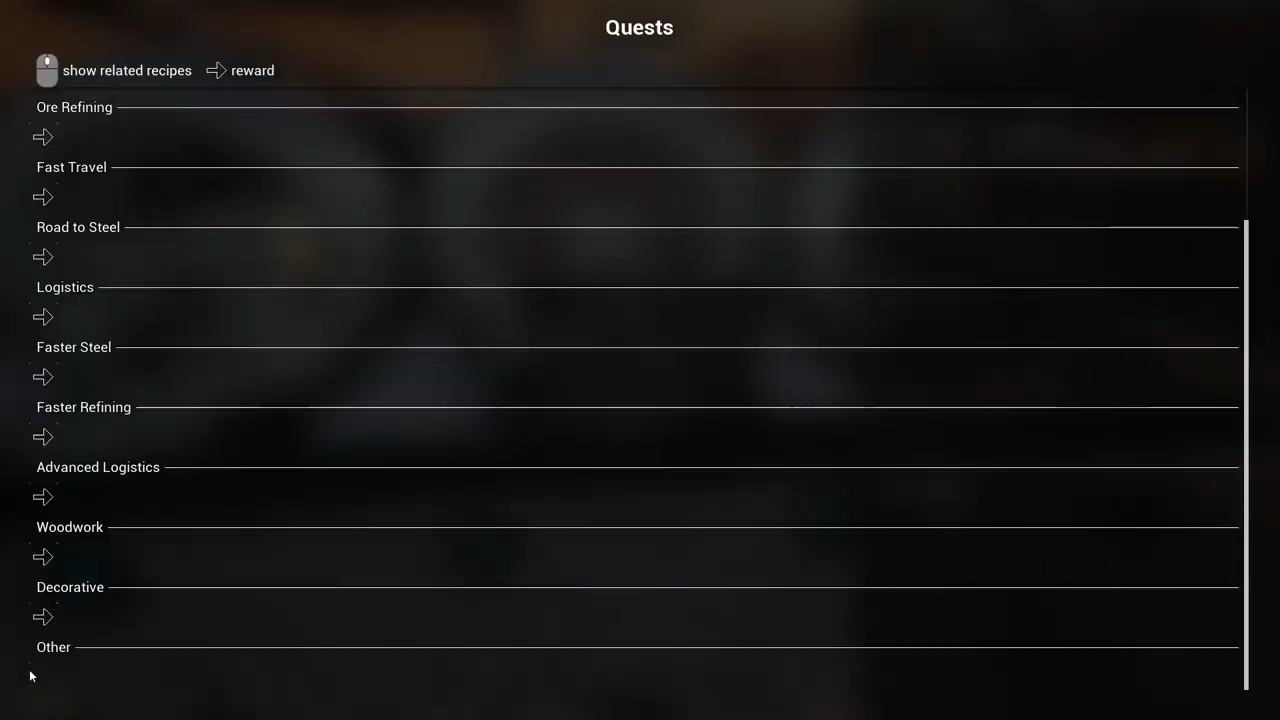 Quests
show related recipes reward
Ore Refining
Fast Travel
Road to Steel
Logistics
Faster Steel
Faster Refining
Advanced Logistics
Woodwork
Decorative
Other